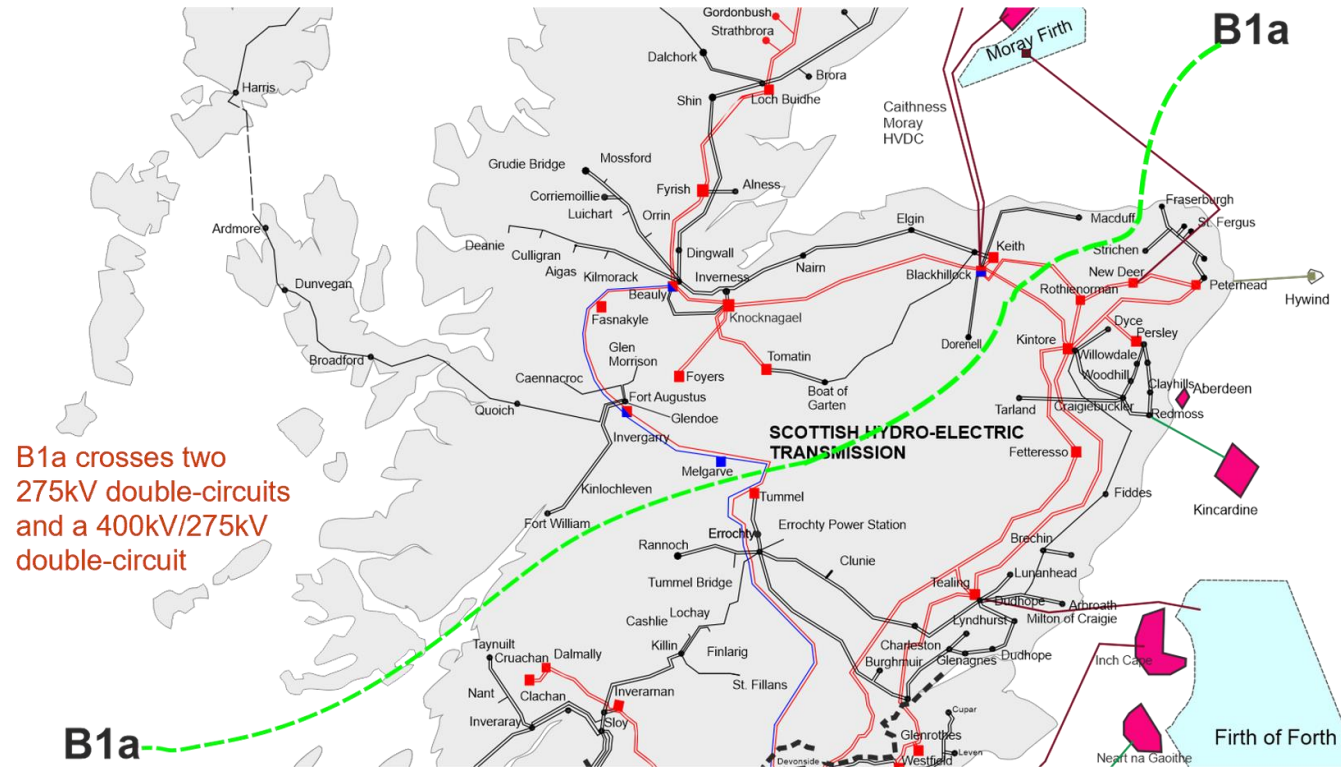 Gordonbush
Strathbrora
B1a
Moray Firth
Dalchork
Brora
Harris
Shin
Loch Buidhe
Caithness
Moray
HVDC
Mossford
Grudie Bridge
Fyrish
Alness
Corriemoillie
Luichart
Orrin
Fraserburgh
St. Fergus
Elgin
Macduff
Ardmore
Deanie
Culligran
Dingwall
Keith
Strichen
Aigas
Nairn
Kilmorack
Inverness
Blackhillock
New Deer
Dunvegan
Beauly
Rothienorman
Peterhead
Hywind
Fasnakyle
Knocknagael
Dyce
Persley
Glen
Morrison
Dorenell
Kintore
Willowdale
Broadford
Tomatin
Woodhill
Caennacroc
Foyers
Clayhills
Aberdeen
Boat of
Garten
Fort Augustus
Quoich
Glendoe
Tarland
Craigiebuckler
Redmoss
Invergarry
SCOTTISH HYDRO-ELECTRIC
TRANSMISSION
B1a crosses two
275kV double-circuits
and a 400kV/275kV
double-circuit
Fetteresso
Melgarve
Kinlochleven
Tummel
Fiddes
Kincardine
Fort William
Errochty Power Station
Errochty
Rannoch
Brechin
Clunie
Tummel Bridge
Tealing
Lunanhead
Dudhope
Arbroath
Lochay
Milton of Craigie
Cashlie
Lyndhurst
Taynuilt
Killin
Finlarig
Charleston
Cruachan
Dalmally
Burghmuir
Glenagnes
Dudhope
Inch Cape
St. Fillans
Clachan
Nant
Inverarnan
Inveraray
Sloy
Cupar
B1a
Glenrothes
Firth of Forth
Leven
Devonside
Westfield
Neart na Gaoithe